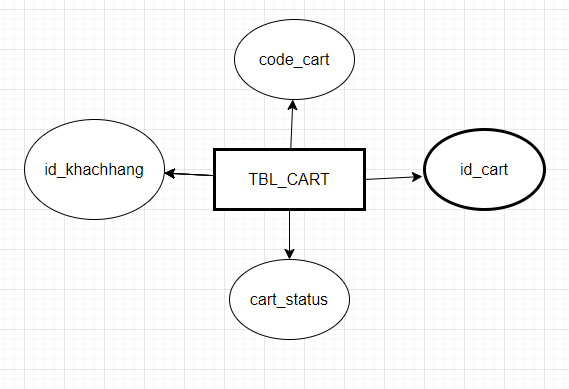 code_cart
id_khachhang
TBL_CART
id_cart
cart_status